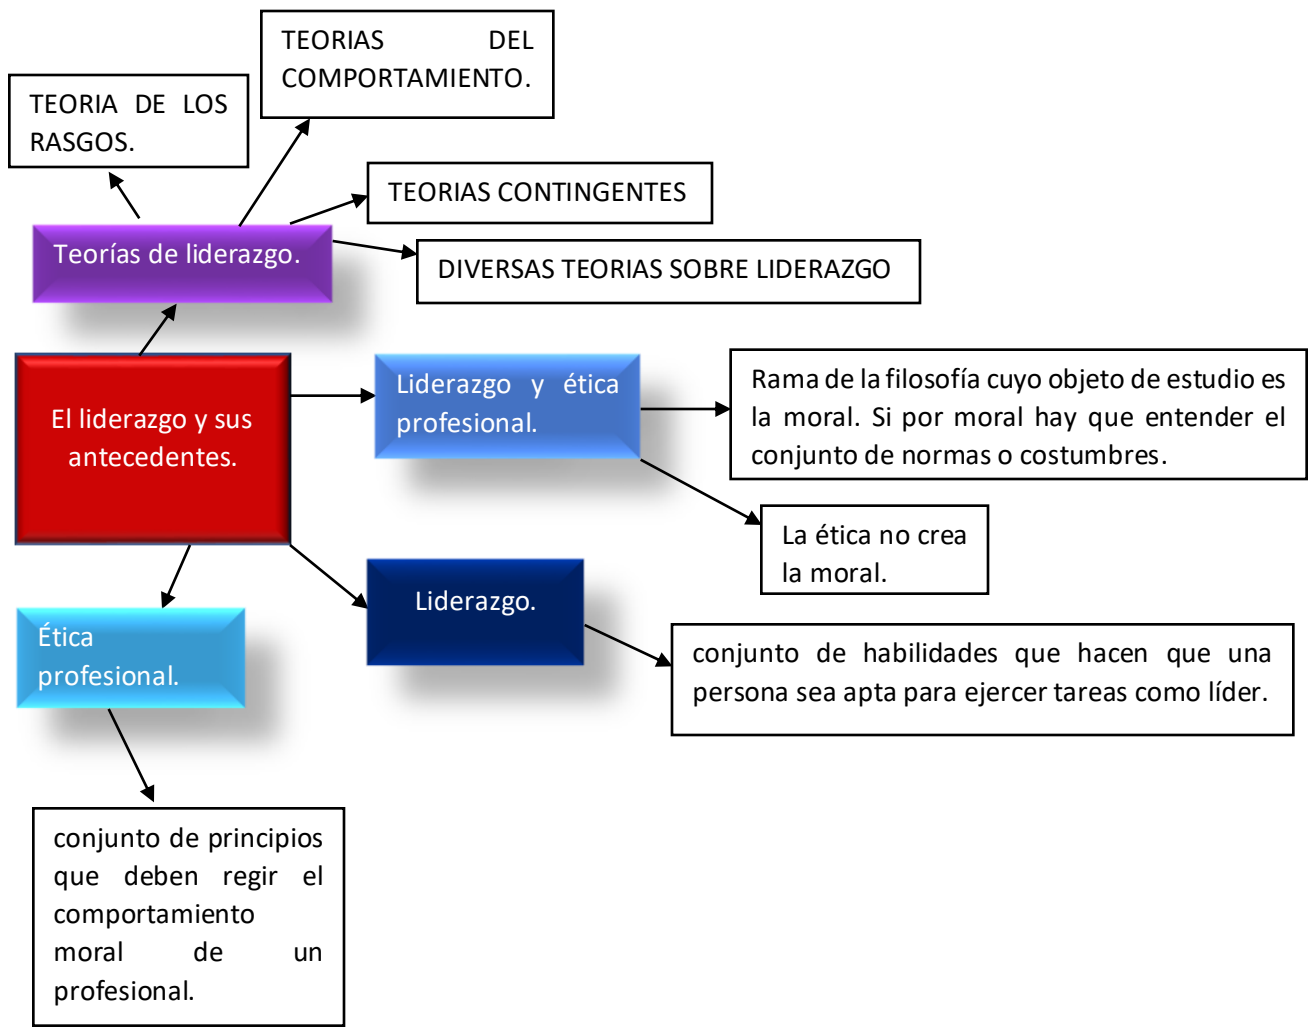 TEORIAS DEL
COMPORTAMIENTO.
TEORIA DE LOS
RASGOS.
TEORIAS CONTINGENTES
Teorías de liderazgo.
DIVERSAS TEORIAS SOBRE LIDERAZGO
El liderazgo y sus
antecedentes.
Liderazgo y ética
profesional.
Rama de la filosofía cuyo objeto de estudio es
la moral. Si por moral hay que entender el
conjunto de normas o costumbres.
La ética no crea
la moral.
Liderazgo.
conjunto de habilidades que hacen que una
persona sea apta para ejercer tareas como líder.
Ética
profesional.
conjunto de principios
que deben regir el
comportamiento
moral de un
profesional.